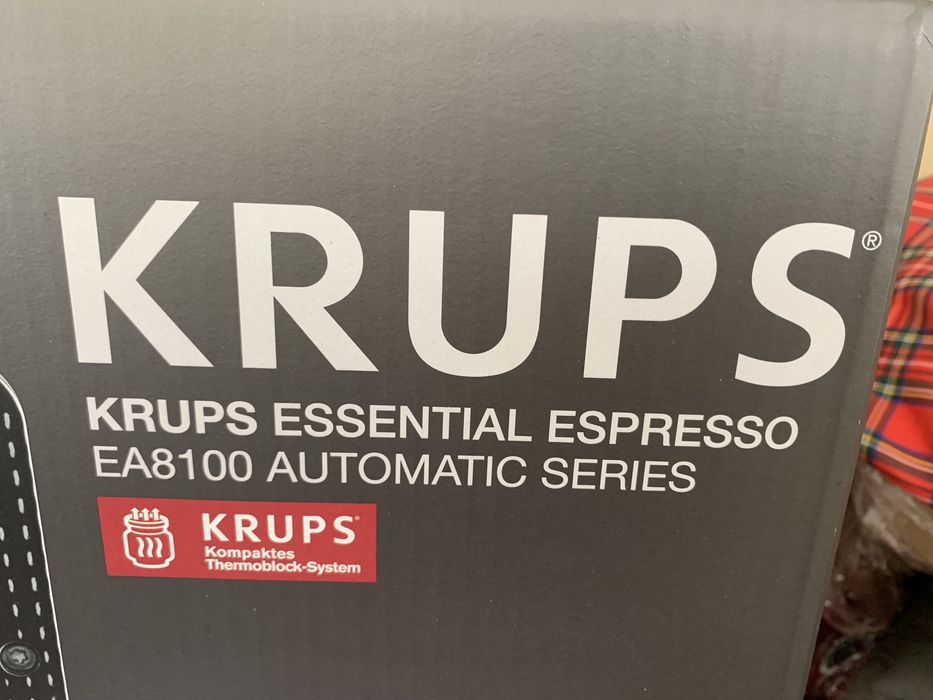 KRUPS®
KRUPS ESSENTIAL ESPRESSO
EA8100 AUTOMATIC SERIES
KRUPS®
Kompaktes
Thermoblock-System